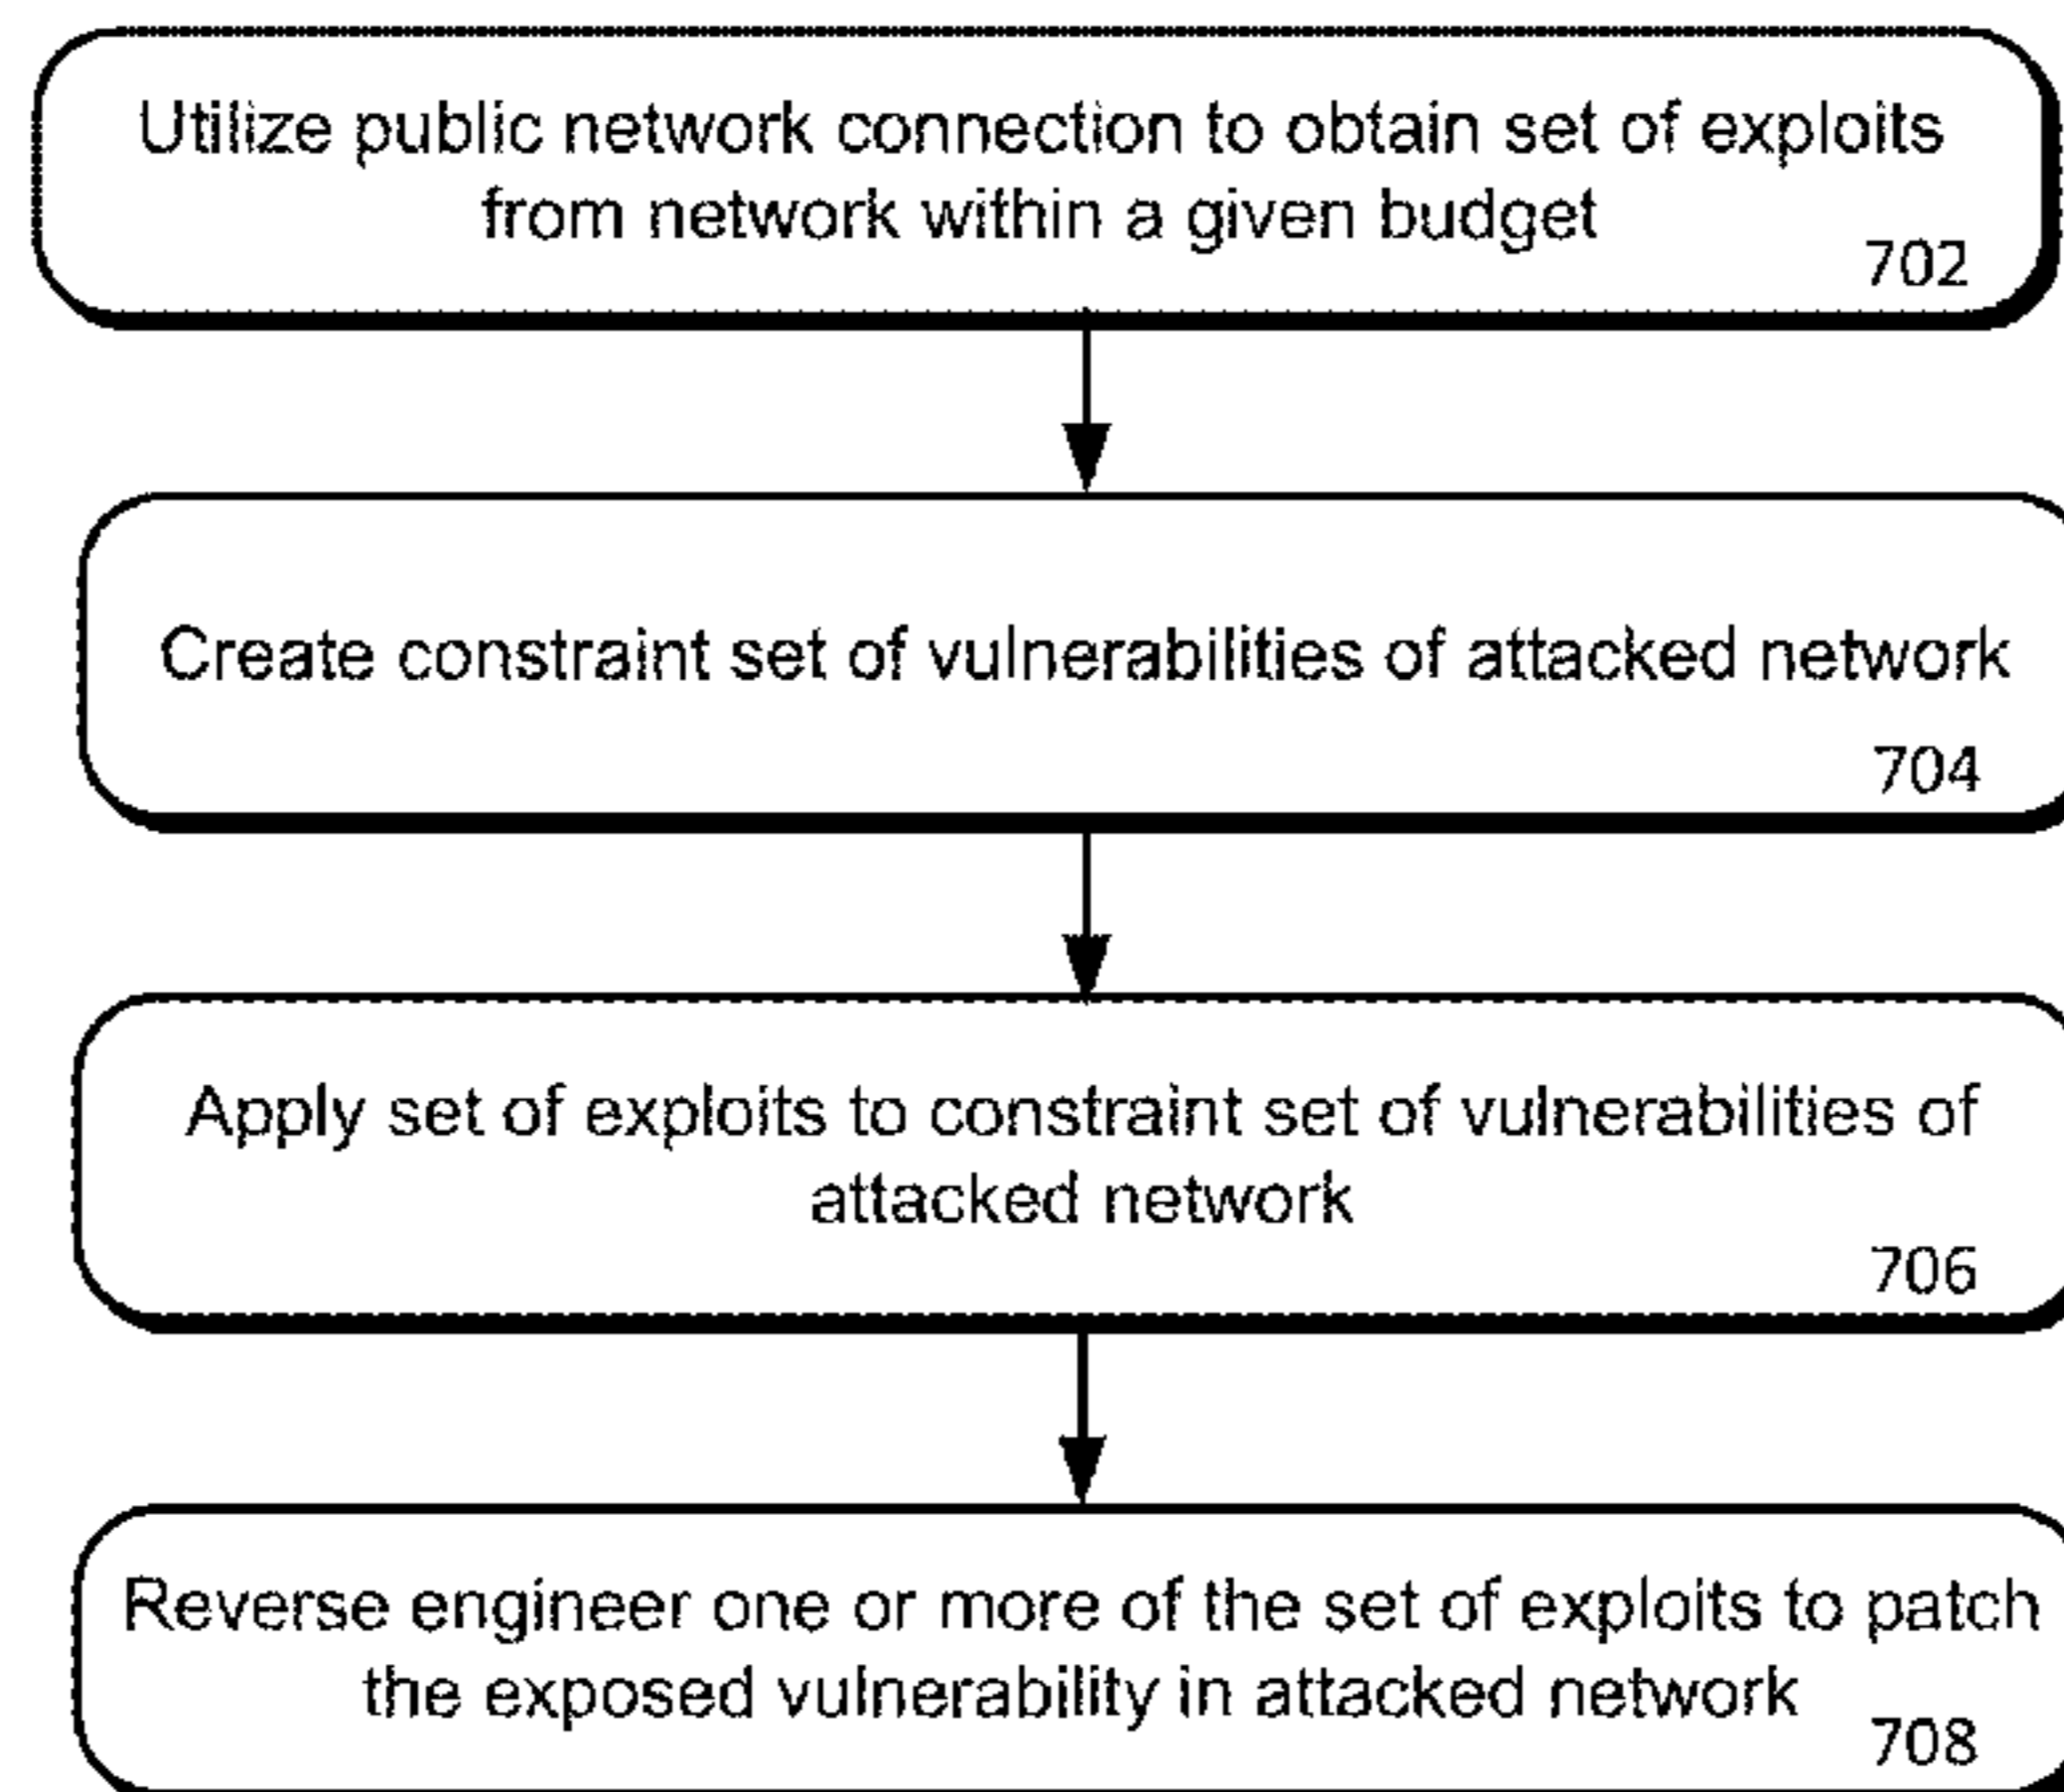 Utilize public network connection to obtain set of exploits
from network within a given budget
702
Create constraint set of vulnerabilities of attacked network
704
Apply set of exploits to constraint set of vulnerabilities of
attacked network
706
Reverse engineer one or more of the set of exploits to patch
the exposed vulnerability in attacked network
708